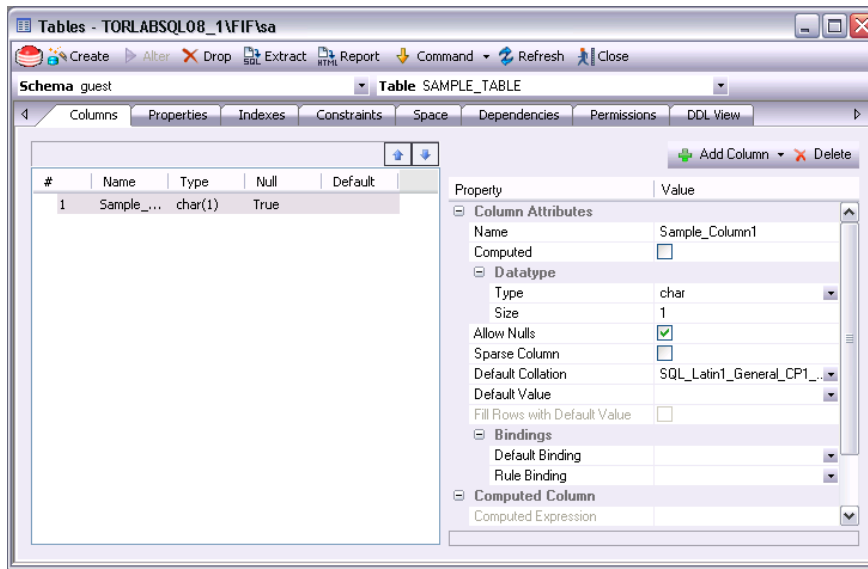 Tables - TORLABSQL08_1\FIF\sa
Create Alter Drop SQL Extract HTML Report Command Refresh Close
Schema guest Table SAMPLE_TABLE
Columns Properties Indexes Constraints Space Dependencies Permissions DDL View
Add Column Delete
# Name Type Null Default
1 Sample_... char(1) True
Property Value
Column Attributes
Name Sample_Column1
Computed
Datatype
Type char
Size 1
Allow Nulls
Sparse Column
Default Collation SQL_Latin1_General_CP1_...
Default Value
Fill Rows with Default Value
Bindings
Default Binding
Rule Binding
Computed Column
Computed Expression